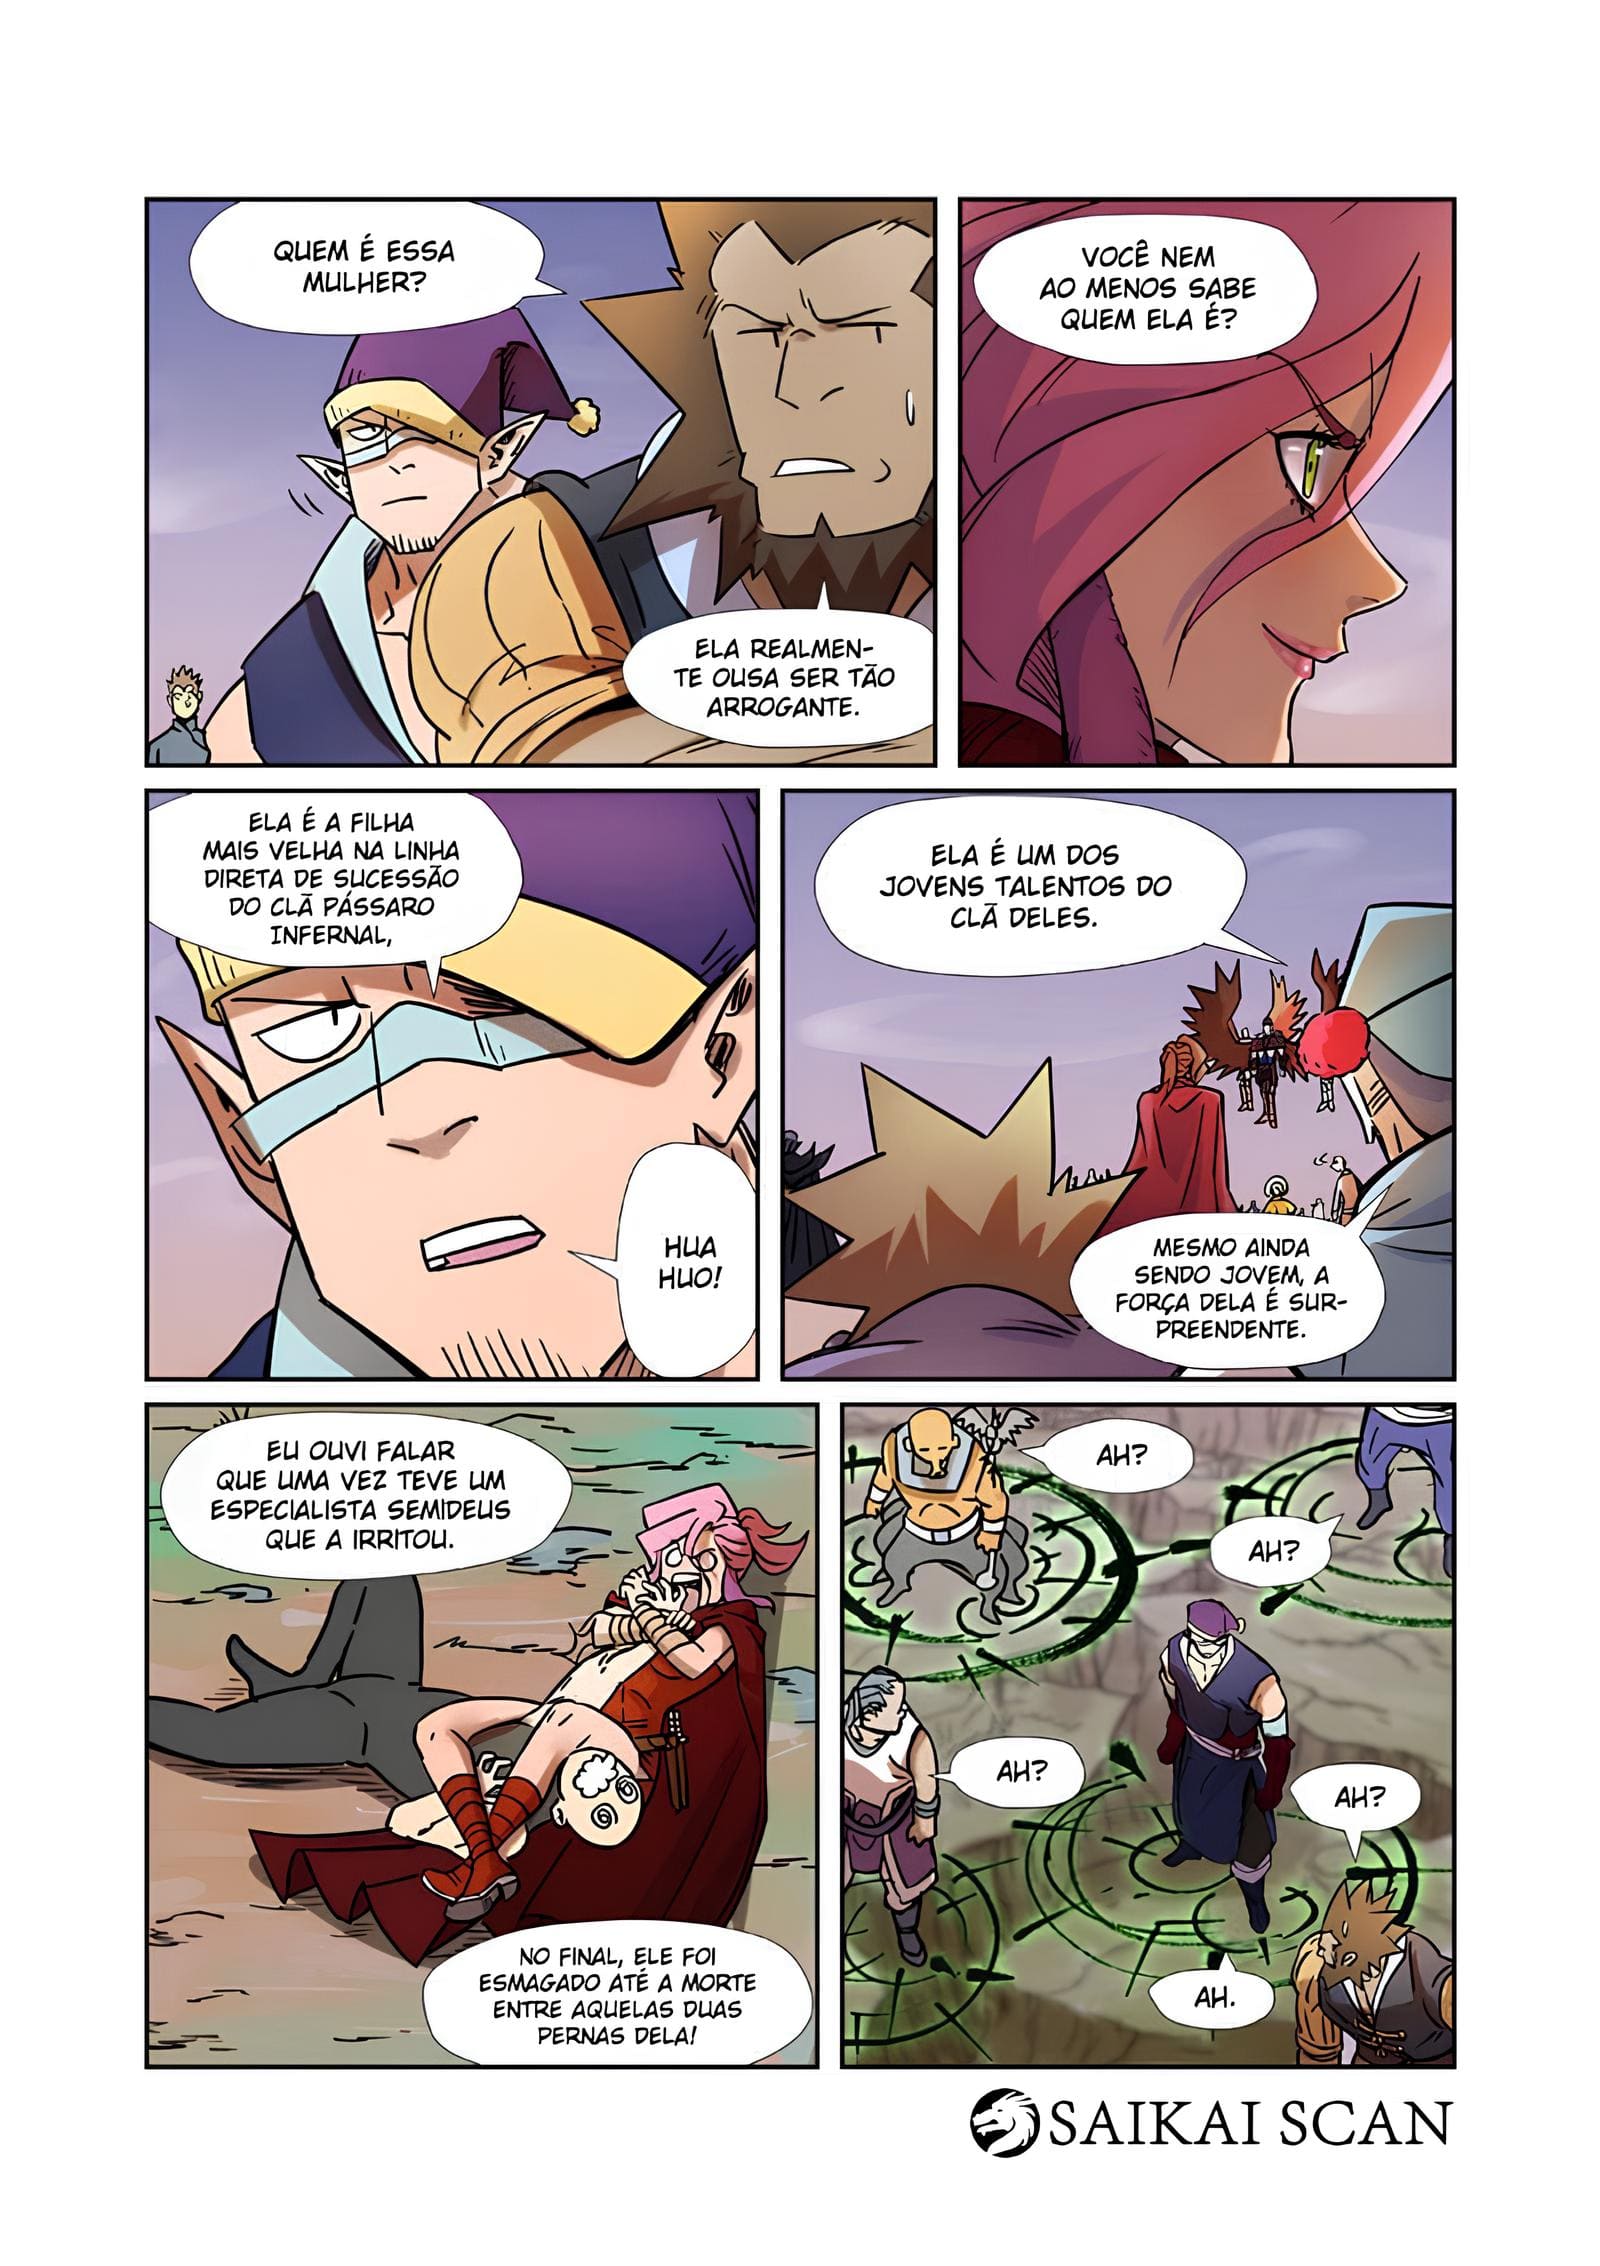 QUEM É ESSA
MULHER?
ELA REALMEN-
TE OUSA SER TÃO
ARROGANTE.
VOCÊ NEM
AO MENOS SABE
QUEM ELA É?
ELA É A FILHA
MAIS VELHA NA LINHA
DIRETA DE SUCESSÃO
DO CLÃ PÁSSARO
INFERNAL,
HUA
HUO!
ELA É UM DOS
JOVENS TALENTOS DO
CLÃ DELES.
MESMO AINDA
SENDO JOVEM, A
FORÇA DELA É SUR-
PREENDENTE.
EU OUVI FALAR
QUE UMA VEZ TEVE UM
ESPECIALISTA SEMIDEUS
QUE A IRRITOU.
NO FINAL, ELE FOI
ESMAGADO ATÉ A MORTE
ENTRE AQUELAS DUAS
PERNAS DELA!
AH?
AH?
AH?
AH?
AH.
SAIKAI SCAN